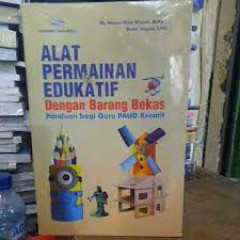 ALAT
PERMAINAN
EDUKATIF
Dengan Barang Bekas
Panduan bagi Guru PAUD Kreatif